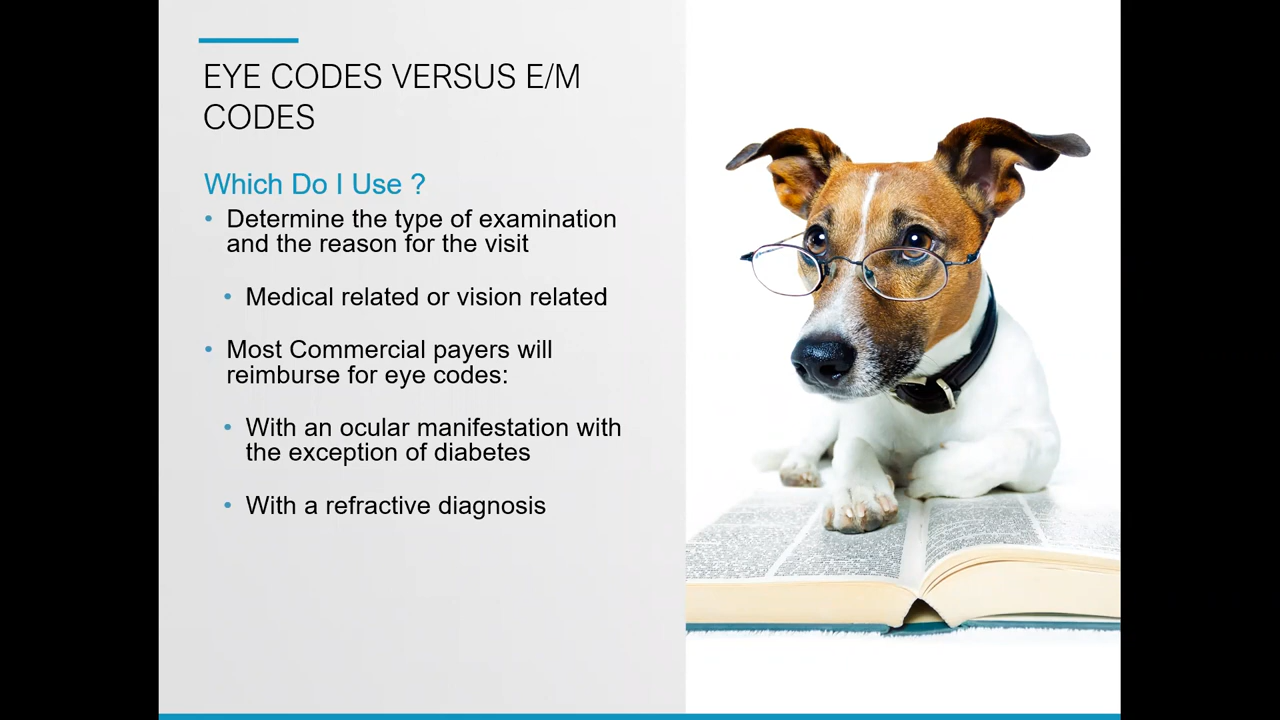 EYE CODES VERSUS E/M
CODES
Which Do I Use ?
• Determine the type of examination
and the reason for the visit
• Medical related or vision related
• Most Commercial payers will
reimburse for eye codes:
• With an ocular manifestation with
the exception of diabetes
• With a refractive diagnosis